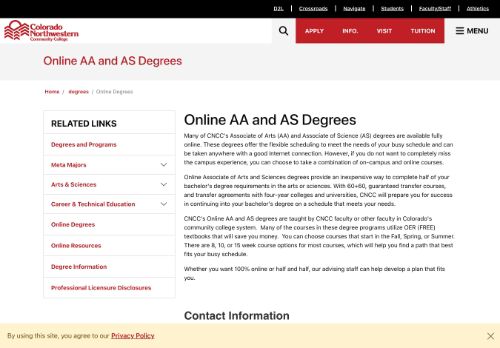 D2L | Crossroads | Navigate | Students | Faculty/Staff | Athletics
Colorado
Northwestern
Community College
APPLY INFO. VISIT TUITION MENU
Online AA and AS Degrees
Home / degrees / Online Degrees
RELATED LINKS
Degrees and Programs
Meta Majors
Arts & Sciences
Career & Technical Education
Online Degrees
Online Resources
Degree Information
Professional Licensure Disclosures
Online AA and AS Degrees
Many of CNCC's Associate of Arts (AA) and Associate of Science (AS) degrees are available fully
online. These degrees offer the flexible scheduling to meet the needs of your busy schedule and can
be taken anywhere with a good internet connection. However, if you do not want to completely miss
the campus experience, you can choose to take a combination of on-campus and online courses.
Online Associate of Arts and Sciences degrees provide an inexpensive way to complete half of your
bachelor's degree requirements in the arts or science. With 60+60, guaranteed transfer courses,
and transfer agreements with four-year colleges and universities, CNCC will prepare you for success
in continuing into your bachelor's degree on a schedule that meets your needs.
CNCC's Online AA and AS degrees are taught by CNCC faculty or other faculty in Colorado's
community college system. Many of the courses in these degree programs utilize OER (FREE)
textbooks that will save you money. You can choose courses that start in the Fall, Spring, or Summer.
There are 8, 10, or 15 week course options for most courses, which will help you find a path that best
fits your busy schedule.
Whether you want 100% online or half and half, our advising staff can help develop a plan that fits
you.
Contact Information
By using this site, you agree to our Privacy Policy